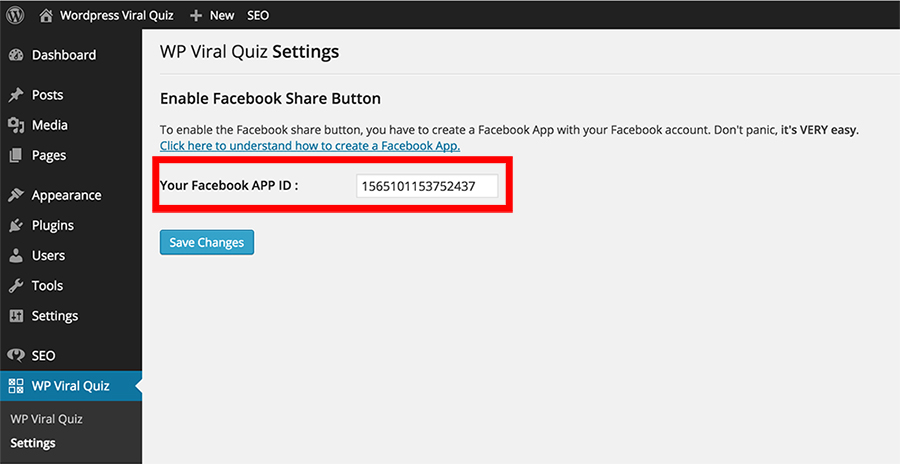 Wordpress Viral Quiz New SEO
Dashboard
Posts
Media
Pages
Appearance
Plugins
Users
Tools
Settings
SEO
WP Viral Quiz
WP Viral Quiz
Settings
WP Viral Quiz Settings
Enable Facebook Share Button
To enable the Facebook share button, you have to create a Facebook App with your Facebook account. Don't panic, it's VERY easy.
Click here to understand how to create a Facebook App.
Your Facebook APP ID : 1565101153752437
Save Changes